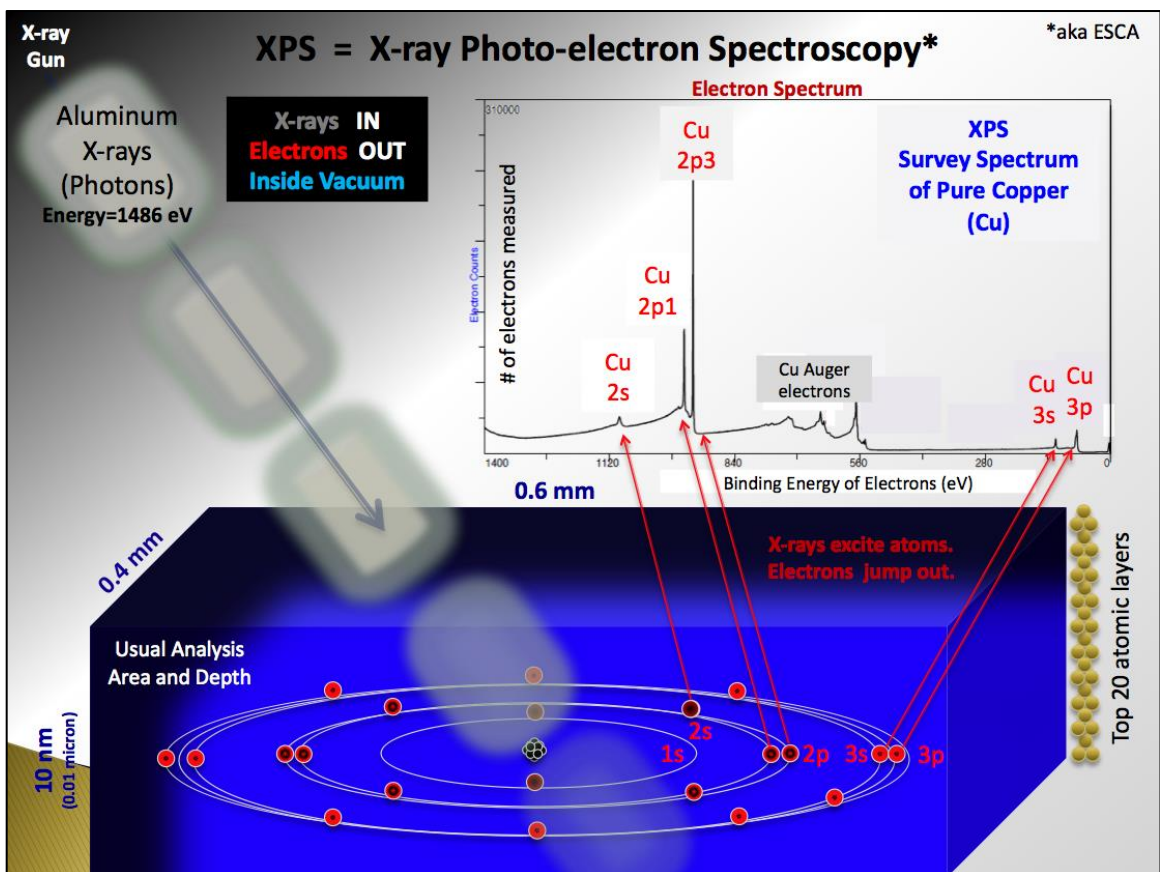 X-ray
Gun
XPS = X-ray Photo-electron Spectroscopy*
*aka ESCA
Aluminum
X-rays
(Photons)
Energy=1486 eV
X-rays IN
Electrons OUT
Inside Vacuum
Electron Spectrum
310000
Cu
2p3
XPS
Survey Spectrum
of Pure Copper
(Cu)
Electron Counts
# of electrons measured
Cu
2p1
Cu
2s
Cu Auger
electrons
Cu
3s
Cu
3p
1400
1120
840
560
280
0
Binding Energy of Electrons (eV)
0.6 mm
0.4 mm
X-rays excite atoms.
Electrons jump out.
Usual Analysis
Area and Depth
10 nm
(0.01 micron)
Top 20 atomic layers
1s
2s
2p
3s
3p